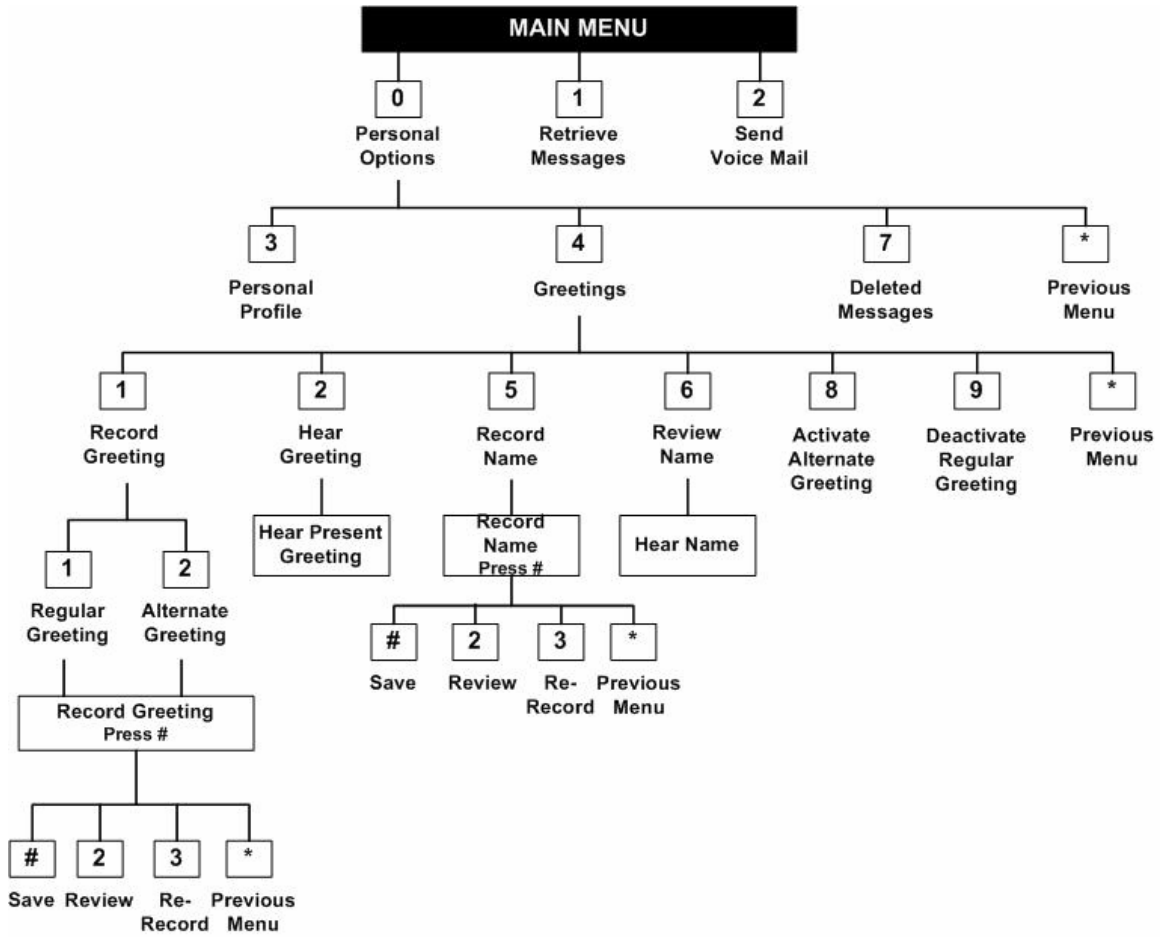 MAIN MENU
0
1
2
Personal
Options
Retrieve
Messages
Send
Voice Mail
3
4
7
*
Personal
Profile
Greetings
Deleted
Messages
Previous
Menu
1
2
5
6
8
9
*
Record
Greeting
Hear
Greeting
Record
Name
Review
Name
Activate
Alternate
Greeting
Deactivate
Regular
Greeting
Previous
Menu
Hear Present
Greeting
Record
Name
Press #
Hear Name
1
2
Regular
Greeting
Alternate
Greeting
#
2
3
*
Save
Review
Re-
Record
Previous
Menu
Record Greeting
Press #
#
2
3
*
Save
Review
Re-
Record
Previous
Menu